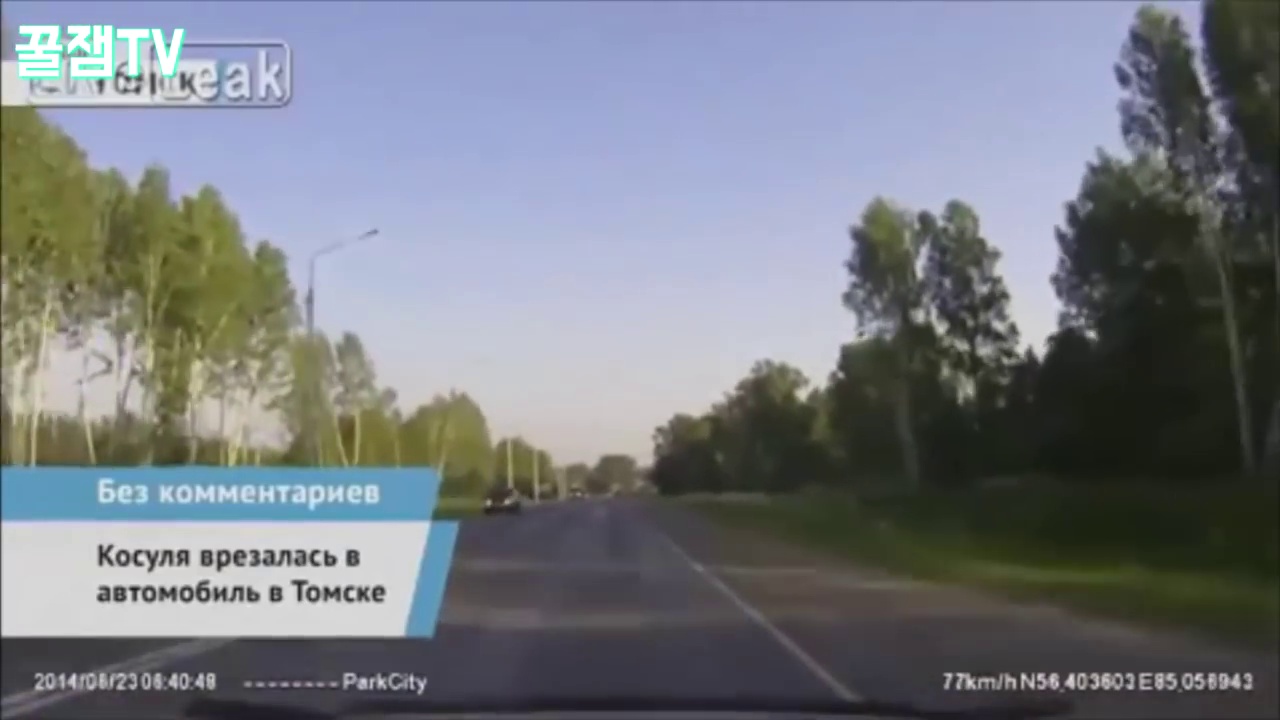 꿀잼TV
eak
Без комментариев
Косуля врезалась в
автомобиль в Томске
2014/06/23 06:40:48 --------ParkCity
77km/h N56.403603 E85.056943